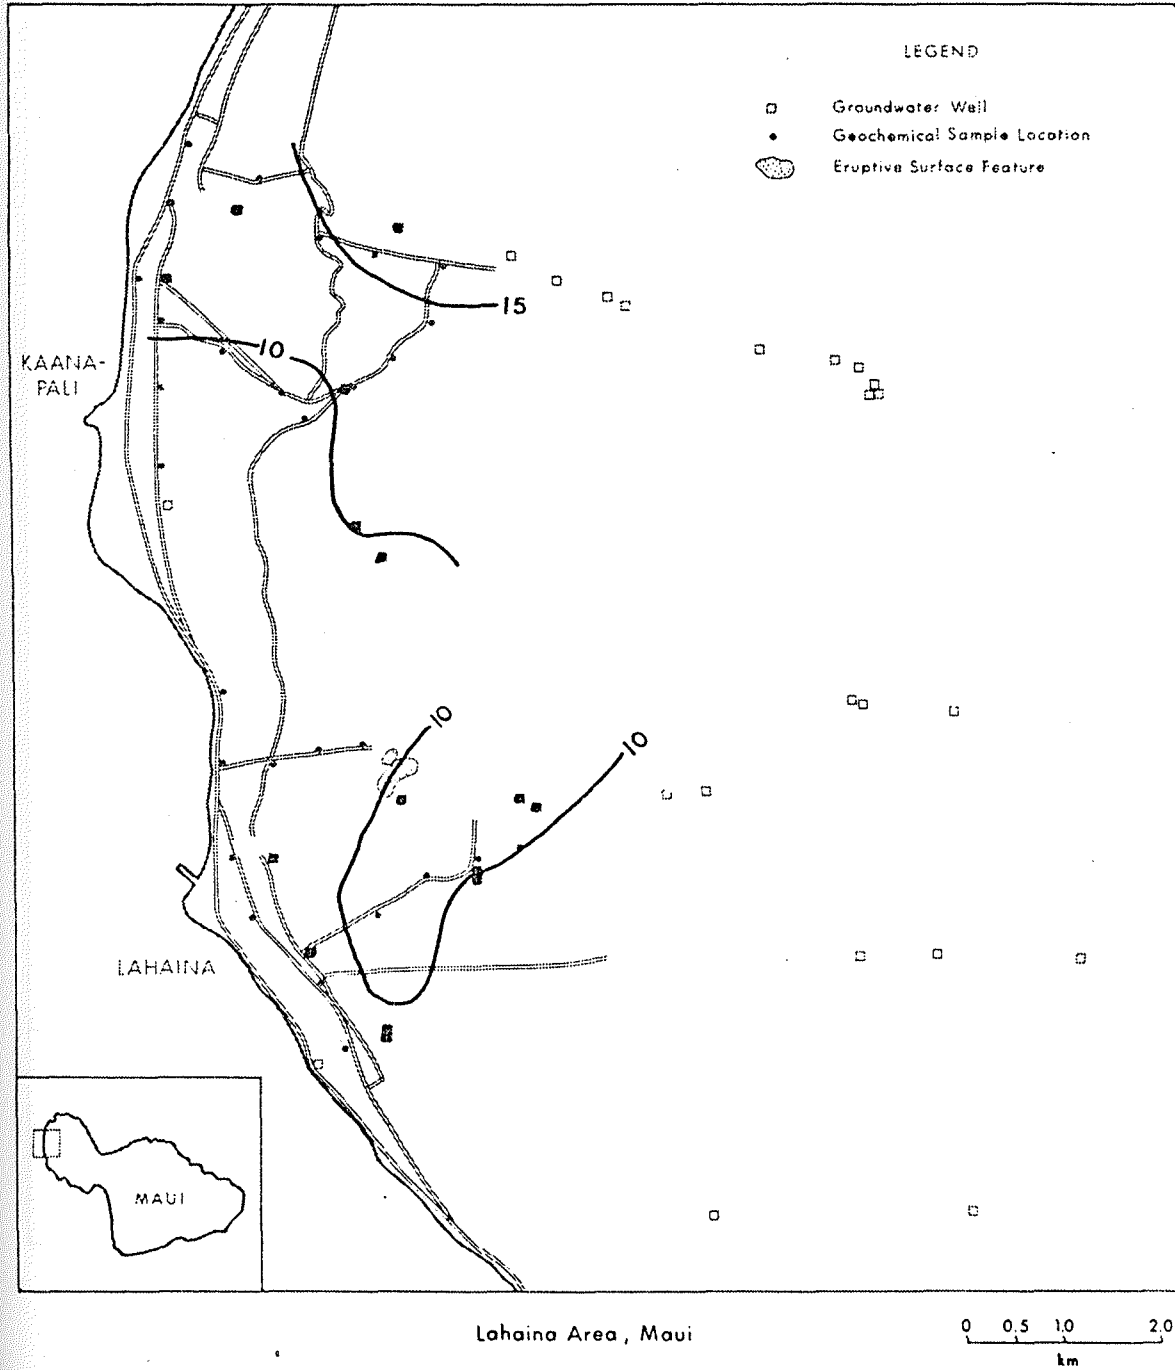 LEGEND
Groundwater Well
Geochemical Sample Location
Eruptive Surface Feature
15
10
KAANA-
PALI
10
10
LAHAINA
MAUI
Lahaina Area, Maui
0 0.5 1.0 2.0
km